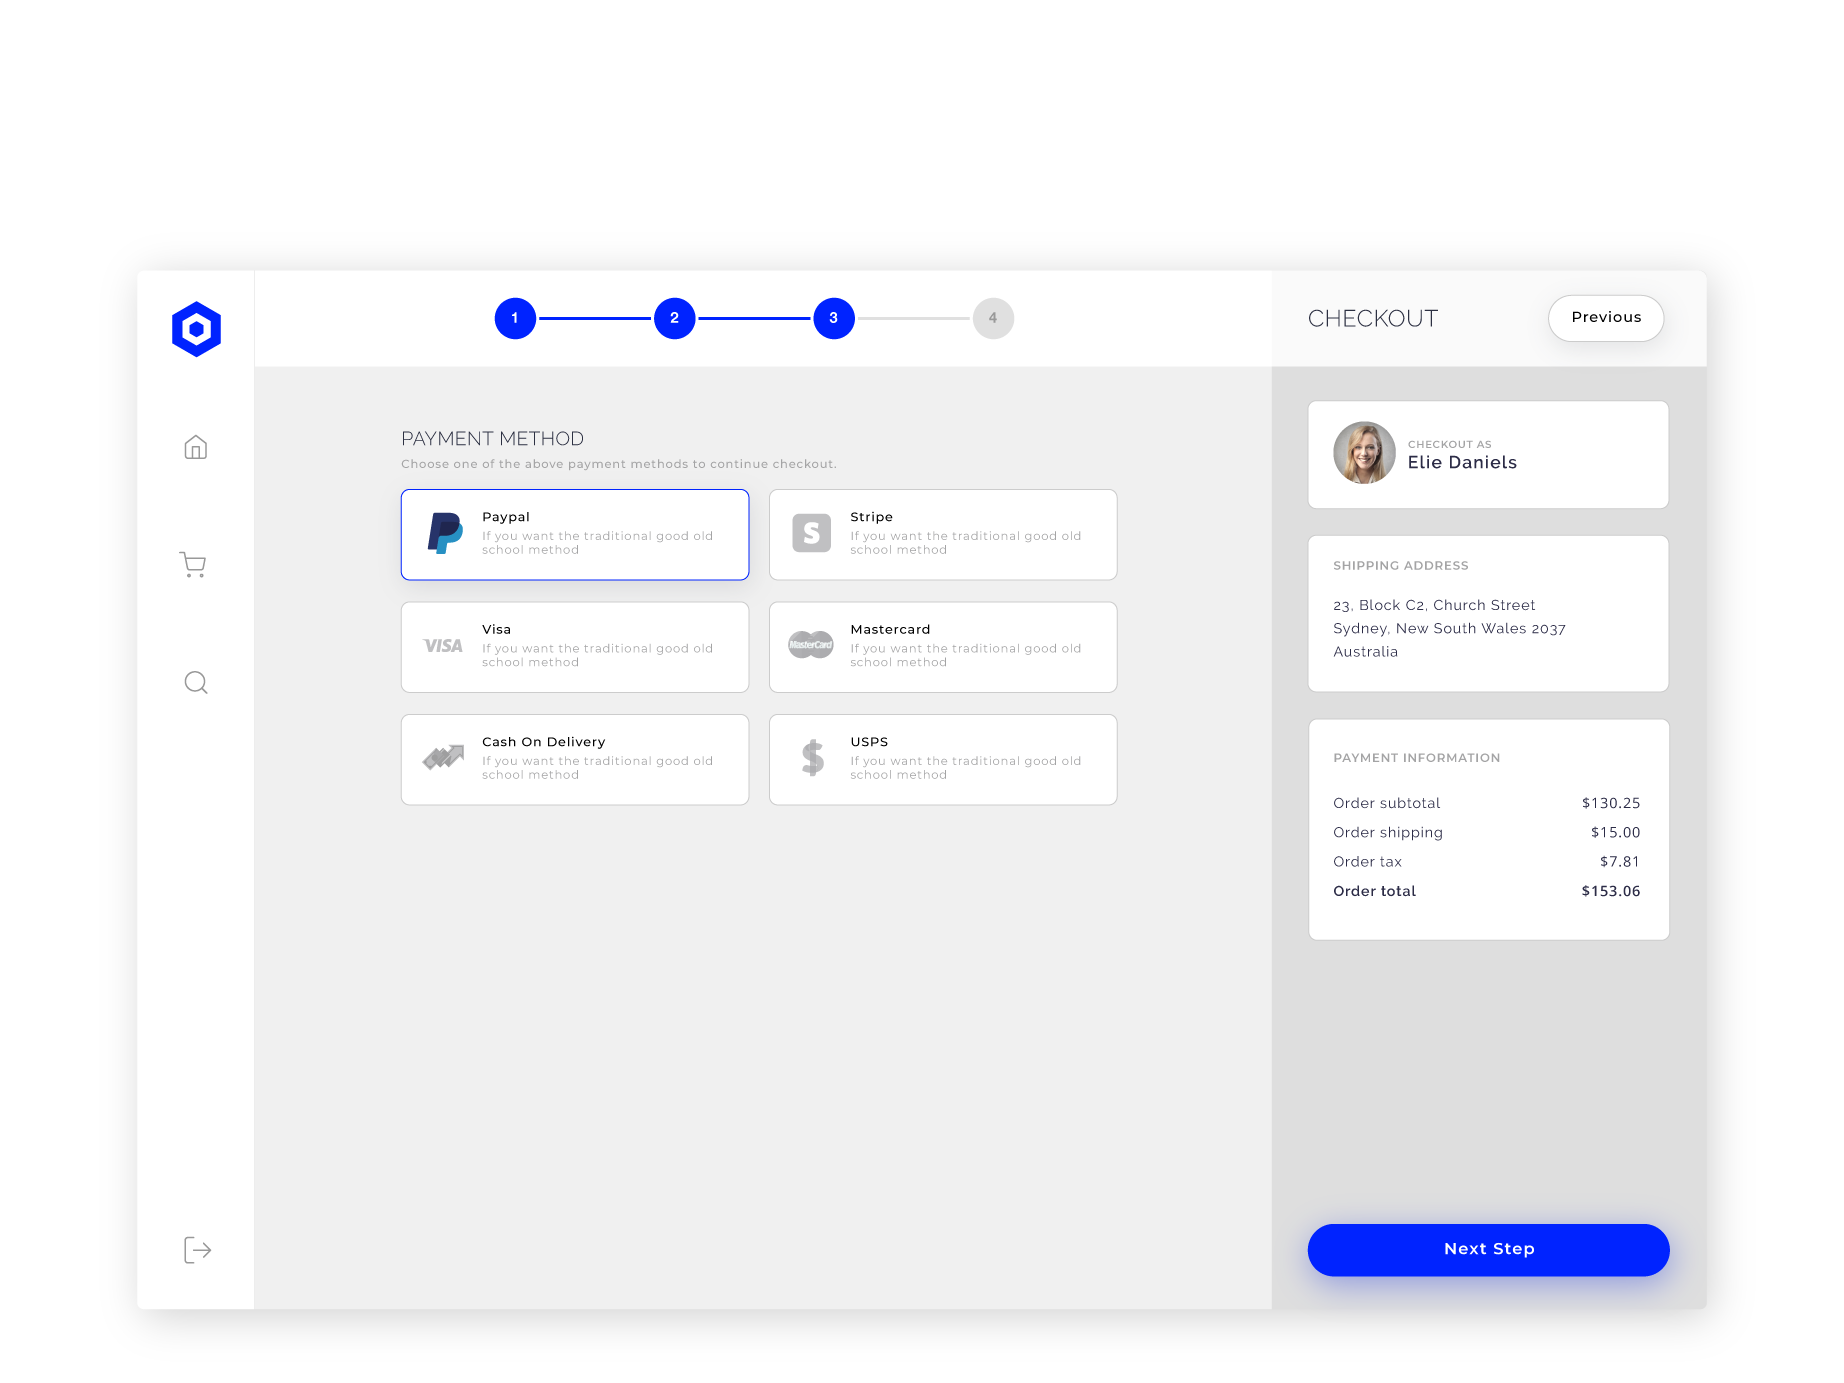 1
2
3
4
CHECKOUT
Previous
PAYMENT METHOD
Choose one of the above payment methods to continue checkout.
Paypal
If you want the traditional good old
school method
S
Stripe
If you want the traditional good old
school method
VISA
Visa
If you want the traditional good old
school method
MasterCard
Mastercard
If you want the traditional good old
school method
Cash On Delivery
If you want the traditional good old
school method
$
USPS
If you want the traditional good old
school method
CHECKOUT AS
Elie Daniels
SHIPPING ADDRESS
23, Block C2, Church Street
Sydney, New South Wales 2037
Australia
PAYMENT INFORMATION
Order subtotal $130.25
Order shipping $15.00
Order tax $7.81
Order total $153.06
Next Step